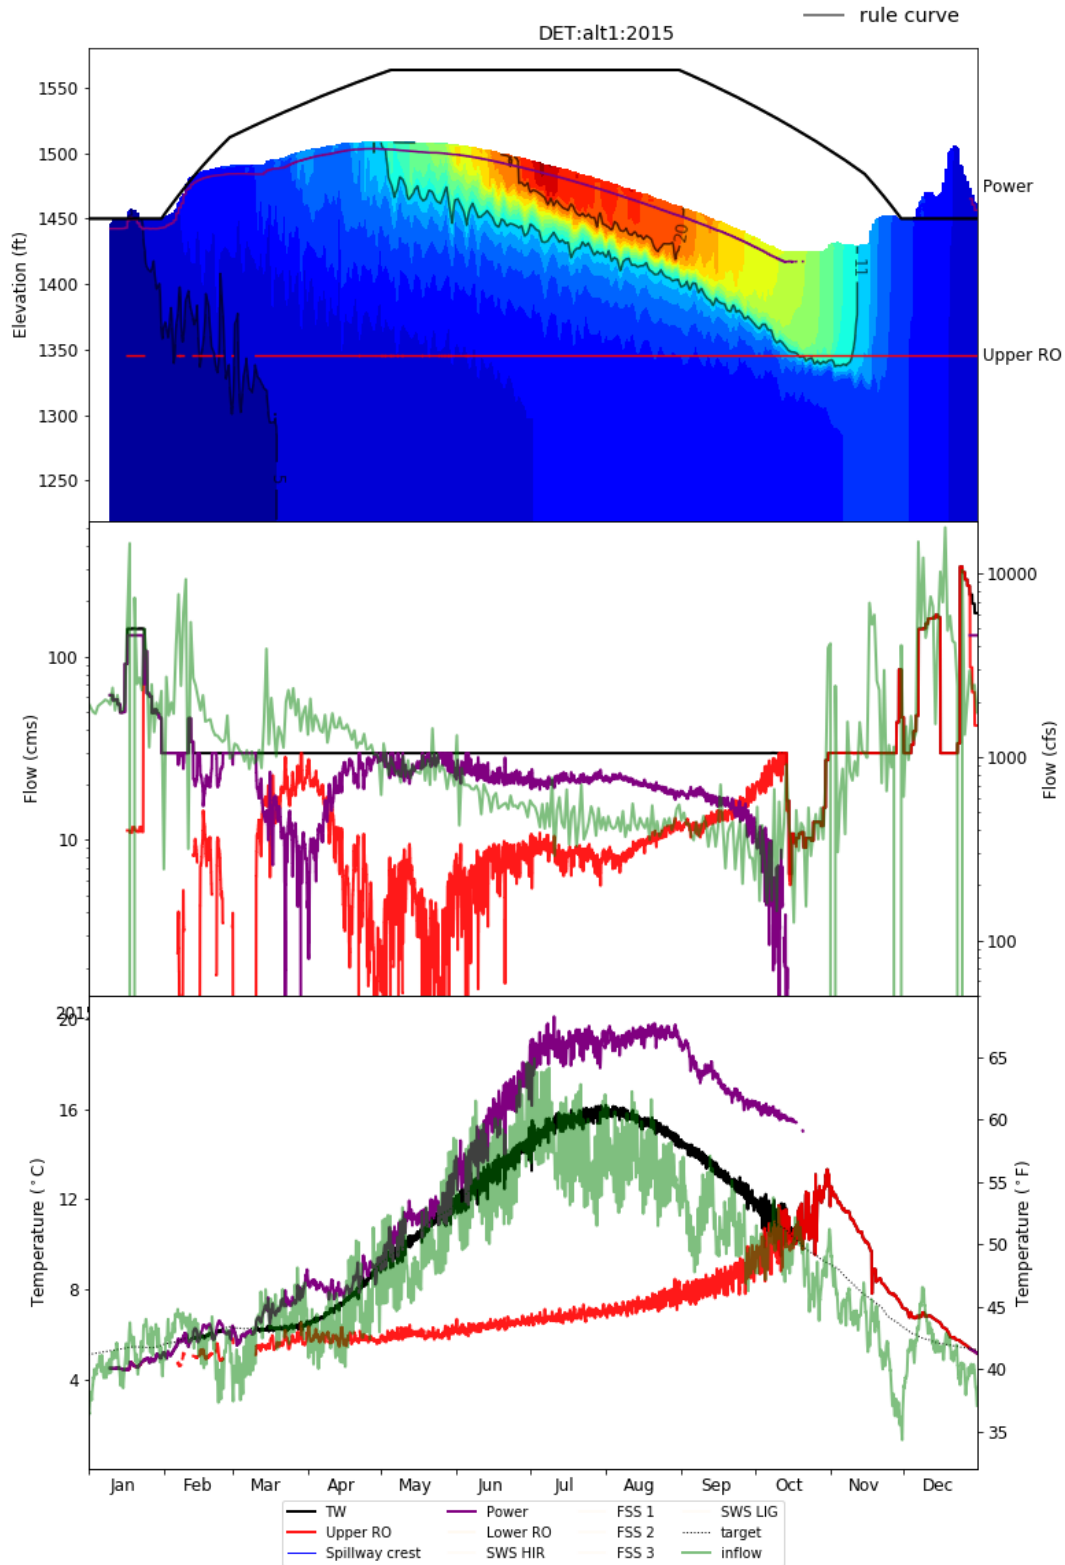 rule curve
DET:alt1:2015
1550
1500
1450
1400
1350
1300
1250
Elevation (ft)
Power
Upper RO
20
11
5
100
10
Flow (cms)
10000
1000
100
Flow (cfs)
2015
20
16
12
8
4
Temperature (°C)
65
60
55
50
45
40
35
Temperature (°F)
Jan Feb Mar Apr May Jun Jul Aug Sep Oct Nov Dec
TW Power FSS 1 SWS LIG
Upper RO Lower RO FSS 2 target
Spillway crest SWS HIR FSS 3 inflow